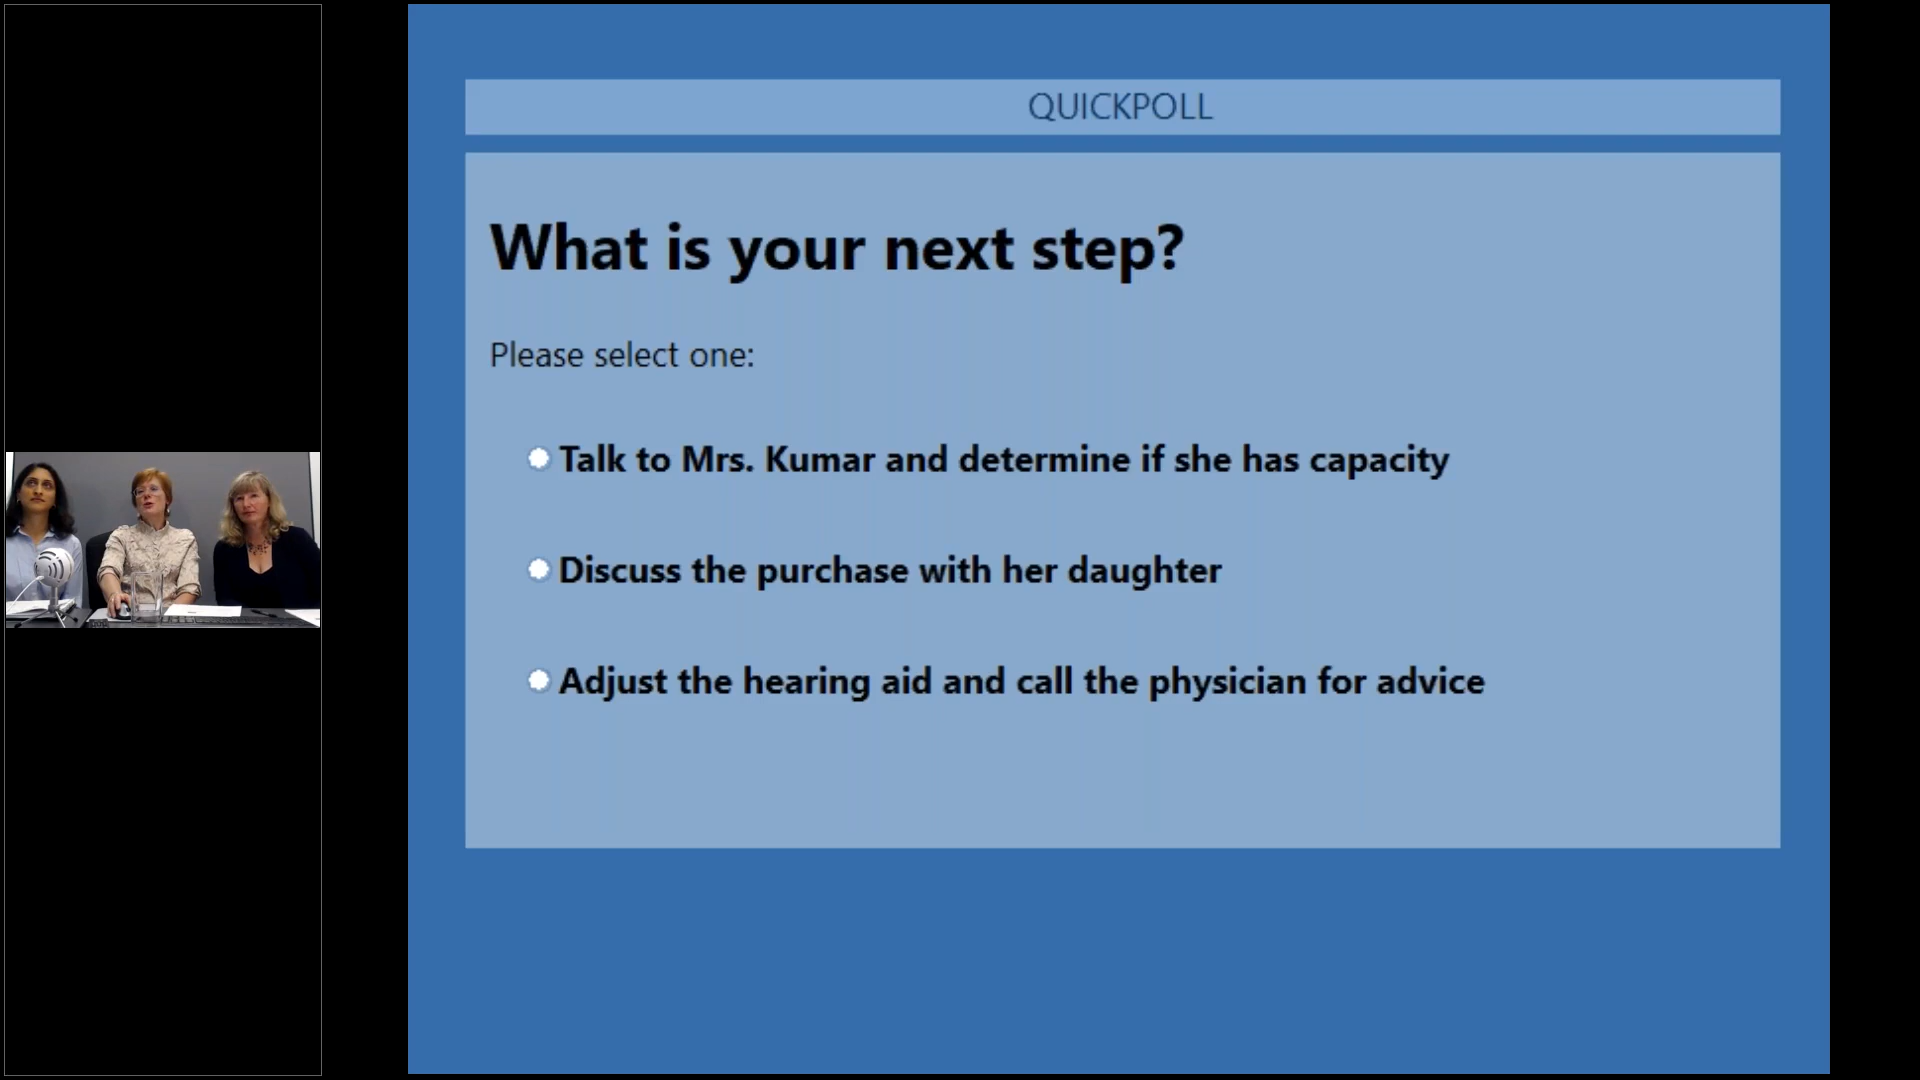 QUICKPOLL
What is your next step?
Please select one:
Talk to Mrs. Kumar and determine if she has capacity
Discuss the purchase with her daughter
Adjust the hearing aid and call the physician for advice